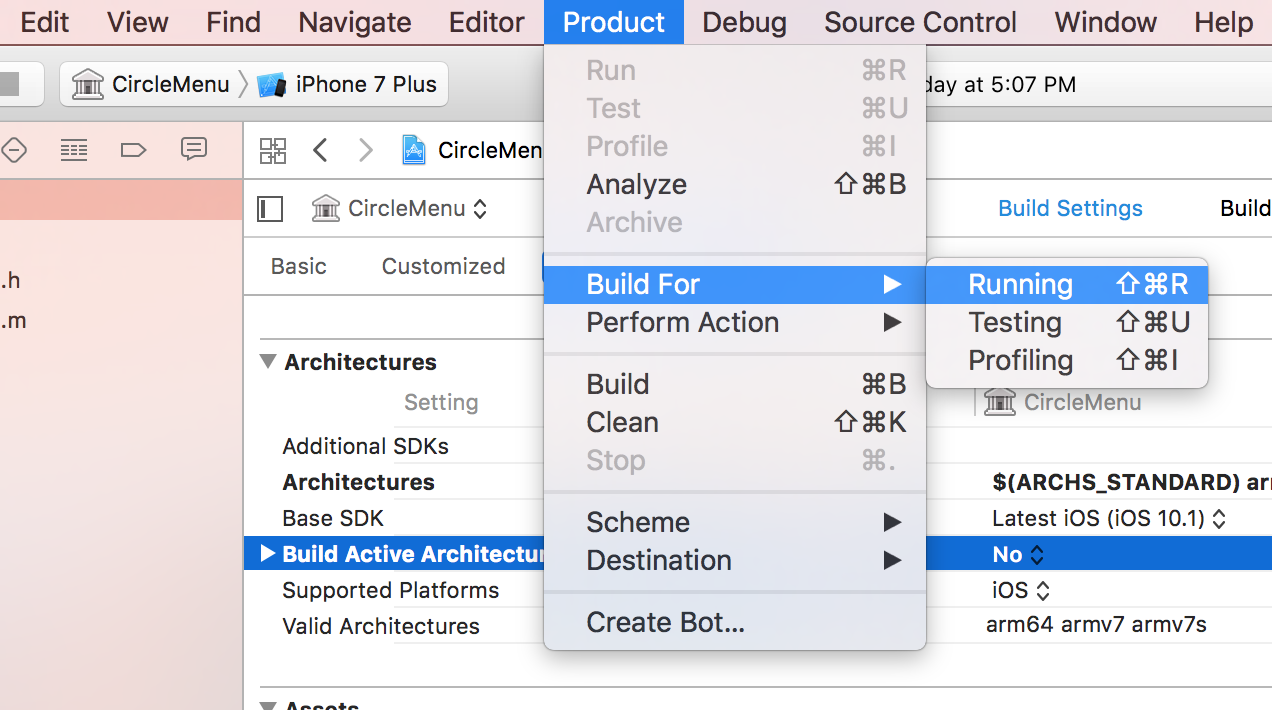 Edit View Find Navigate Editor Product Debug Source Control Window Help
CircleMenu iPhone 7 Plus
at 5:07 PM
CircleMen
CircleMenu
Build Settings Build
Basic Customized
.h
.m
Run ⌘R
Test ⌘U
Profile ⌘I
Analyze ⇧⌘B
Archive
Build For ▶
Perform Action ▶
Build ⌘B
Clean ⇧⌘K
Stop ⌘.
Scheme ▶
Destination ▶
Create Bot...
Running ⇧⌘R
Testing ⇧⌘U
Profiling ⇧⌘I
Architectures
Setting CircleMenu
Additional SDKs
Architectures $(ARCHS_STANDARD) arm
Base SDK Latest iOS (iOS 10.1)
Build Active Architectur No
Supported Platforms iOS
Valid Architectures arm64 armv7 armv7s
Assets